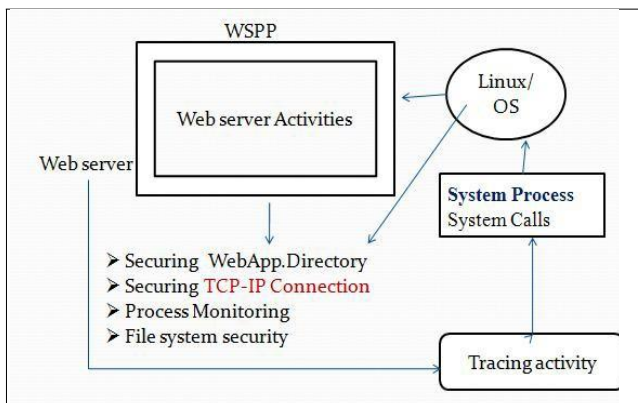 WSPP
Linux/
OS
Web server Activities
Web server
System Process
System Calls
➢ Securing WebApp.Directory
➢ Securing TCP-IP Connection
➢ Process Monitoring
➢ File system security
Tracing activity